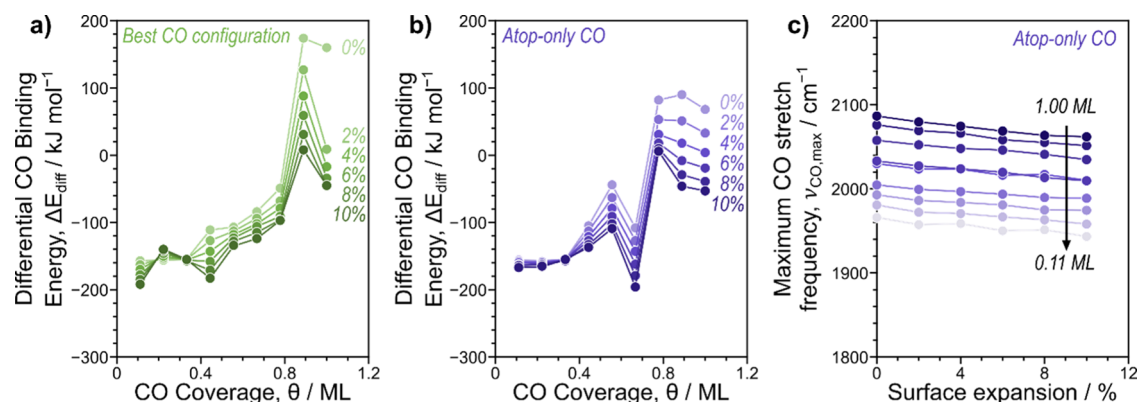 a)
Best CO configuration
0%
2%
4%
6%
8%
10%
Differential CO Binding
Energy, ΔE_diff / kJ mol⁻¹
200
100
0
−100
−200
−300
0
0.4
0.8
1.2
CO Coverage, θ / ML
b)
Atop-only CO
0%
2%
4%
6%
8%
10%
Differential CO Binding
Energy, ΔE_diff / kJ mol⁻¹
200
100
0
−100
−200
−300
0
0.4
0.8
1.2
CO Coverage, θ / ML
c)
Atop-only CO
1.00 ML
0.11 ML
Maximum CO stretch
frequency, ν_CO,max / cm⁻¹
2200
2100
2000
1900
1800
0
4
8
12
Surface expansion / %